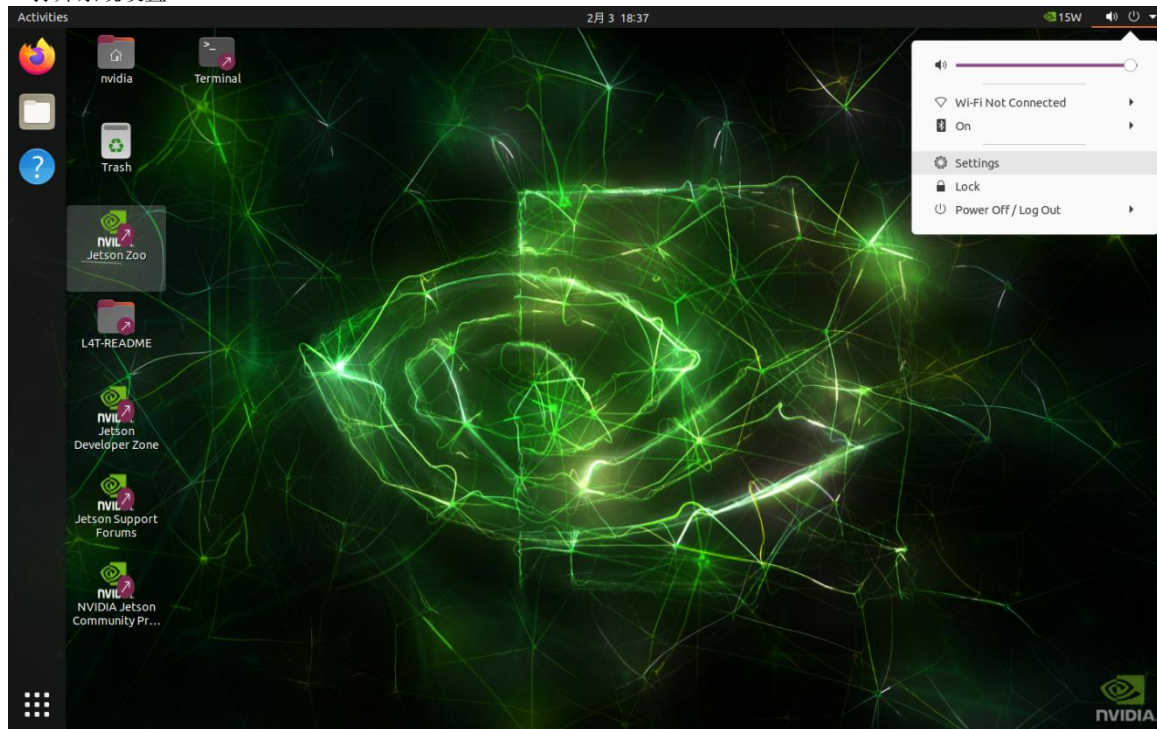 Activities
2月 3 18:37
15W
nvidia
Terminal
Trash
NVIDIA.
Jetson Zoo
L4T-README
Jetson
Developer Zone
Jetson Support
Forums
NVIDIA Jetson
Community Pr...
Wi-Fi Not Connected
On
Settings
Lock
Power Off / Log Out
NVIDIA.